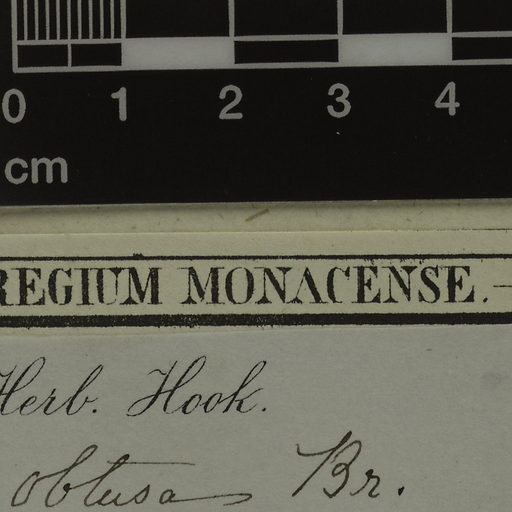 0 1 2 3 4
cm
REGIUM MONACENSE.—
Herb. Hook.
obtusa Br.